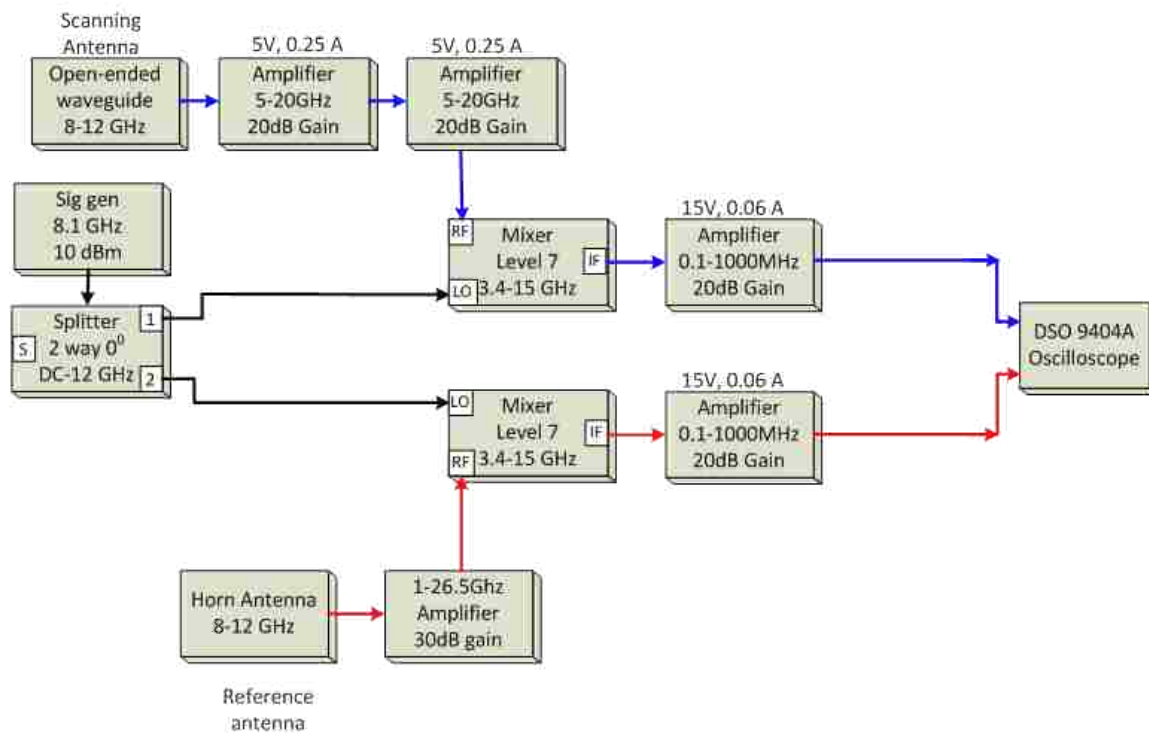 Scanning
Antenna
Open-ended
waveguide
8-12 GHz
5V, 0.25 A
Amplifier
5-20GHz
20dB Gain
5V, 0.25 A
Amplifier
5-20GHz
20dB Gain
Sig gen
8.1 GHz
10 dBm
Splitter
2 way 0⁰
DC-12 GHz
S
1
2
RF
LO
IF
Mixer
Level 7
3.4-15 GHz
15V, 0.06 A
Amplifier
0.1-1000MHz
20dB Gain
DSO 9404A
Oscilloscope
LO
RF
IF
Mixer
Level 7
3.4-15 GHz
15V, 0.06 A
Amplifier
0.1-1000MHz
20dB Gain
Horn Antenna
8-12 GHz
1-26.5Ghz
Amplifier
30dB gain
Reference
antenna